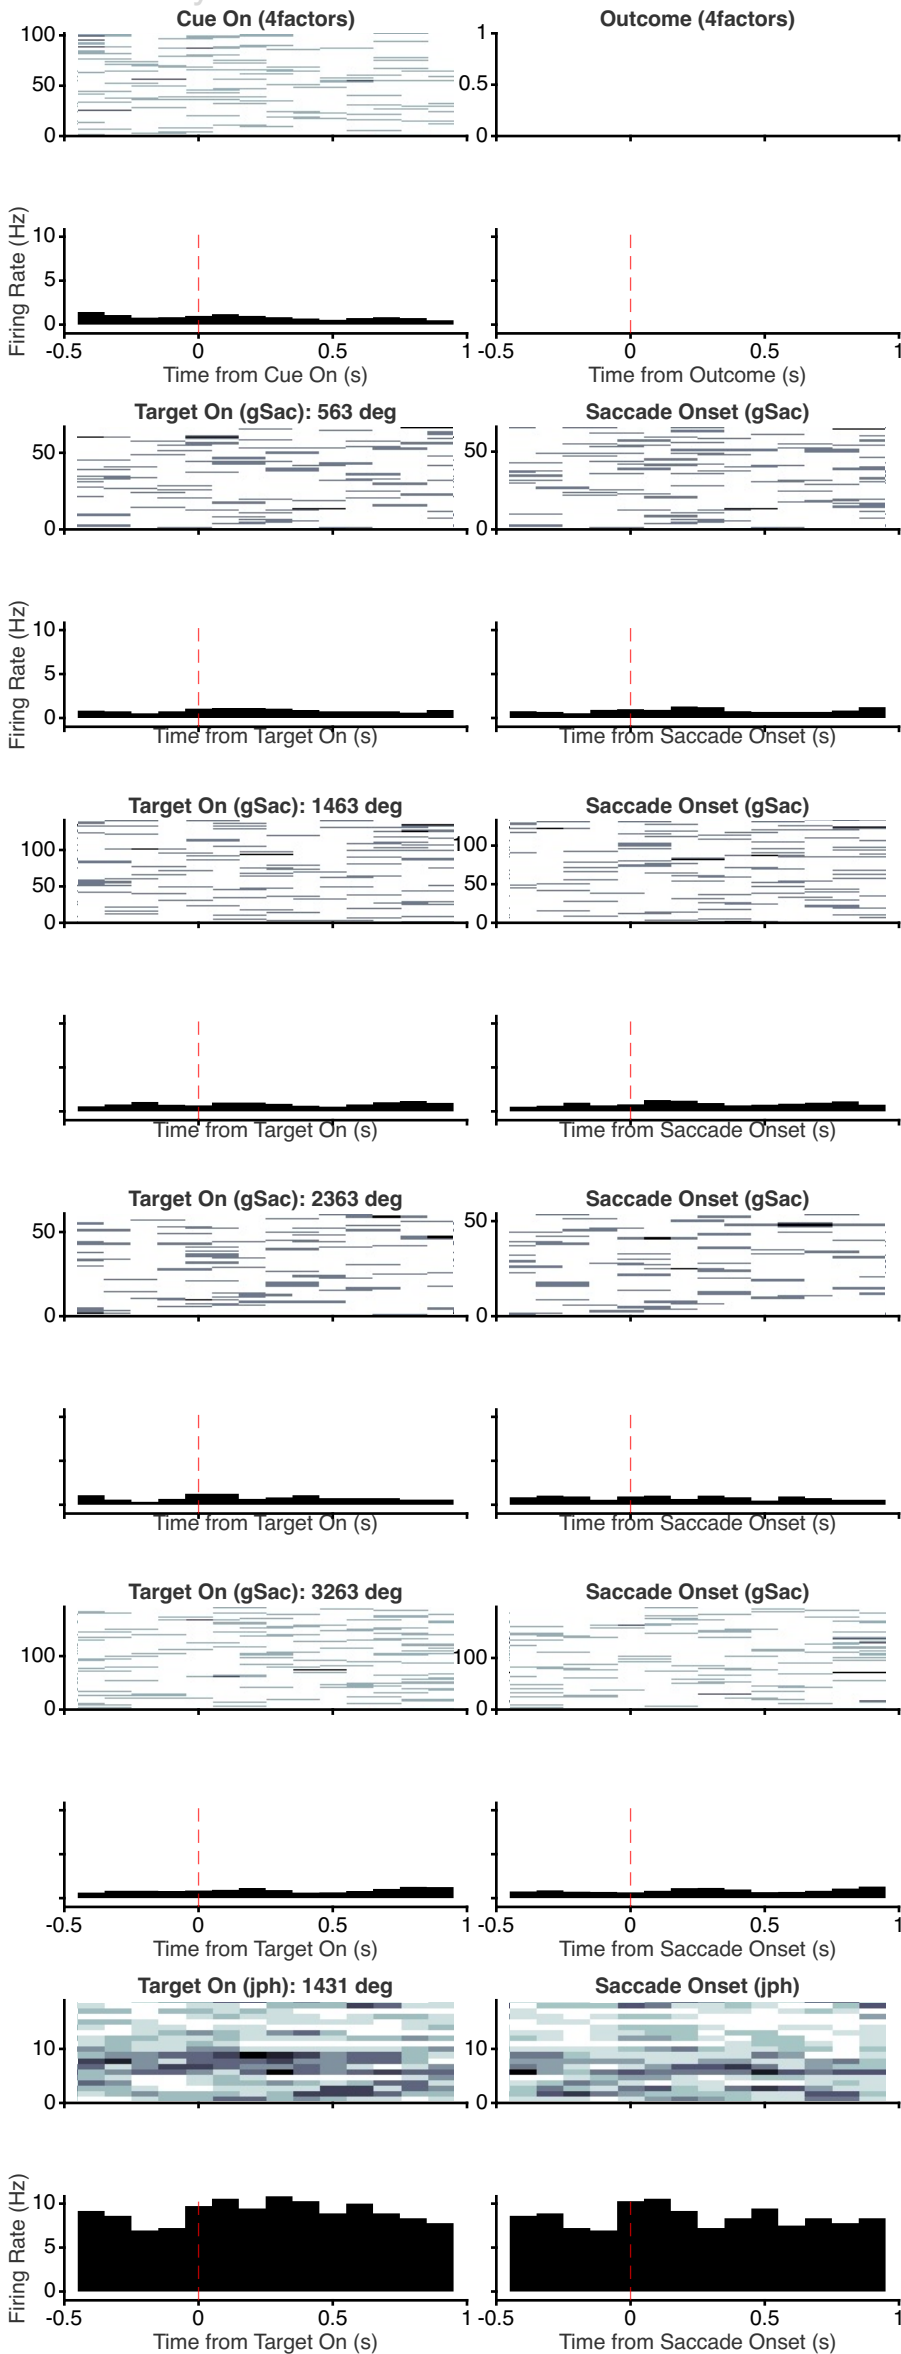 Cue On (4factors) Outcome (4factors)
100 50 0
1 0.5 0
Firing Rate (Hz)
10 5 0
-0.5 0 0.5 1 -0.5 0 0.5 1
Time from Cue On (s) Time from Outcome (s)
Target On (gSac): 563 deg Saccade Onset (gSac)
50 0
50 0
Firing Rate (Hz)
10 5 0
Time from Target On (s) Time from Saccade Onset (s)
Target On (gSac): 1463 deg Saccade Onset (gSac)
100 50 0
100 50 0
Time from Target On (s) Time from Saccade Onset (s)
Target On (gSac): 2363 deg Saccade Onset (gSac)
50 0
50 0
Time from Target On (s) Time from Saccade Onset (s)
Target On (gSac): 3263 deg Saccade Onset (gSac)
100 0
100 0
-0.5 0 0.5 1 -0.5 0 0.5 1
Time from Target On (s) Time from Saccade Onset (s)
Target On (jph): 1431 deg Saccade Onset (jph)
10 0
10 0
Firing Rate (Hz)
10 5 0
-0.5 0 0.5 1 -0.5 0 0.5 1
Time from Target On (s) Time from Saccade Onset (s)